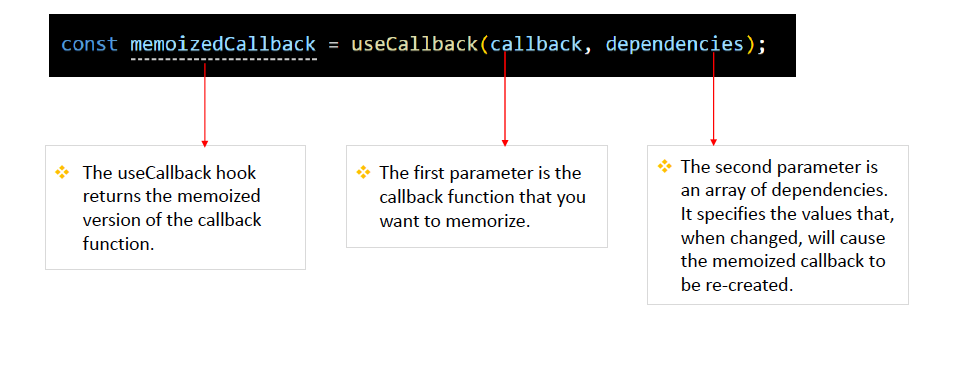 const memoizedCallback = useCallback(callback, dependencies);
The useCallback hook
returns the memoized
version of the callback
function.
The first parameter is the
callback function that you
want to memorize.
The second parameter is
an array of dependencies.
It specifies the values that,
when changed, will cause
the memoized callback to
be re-created.